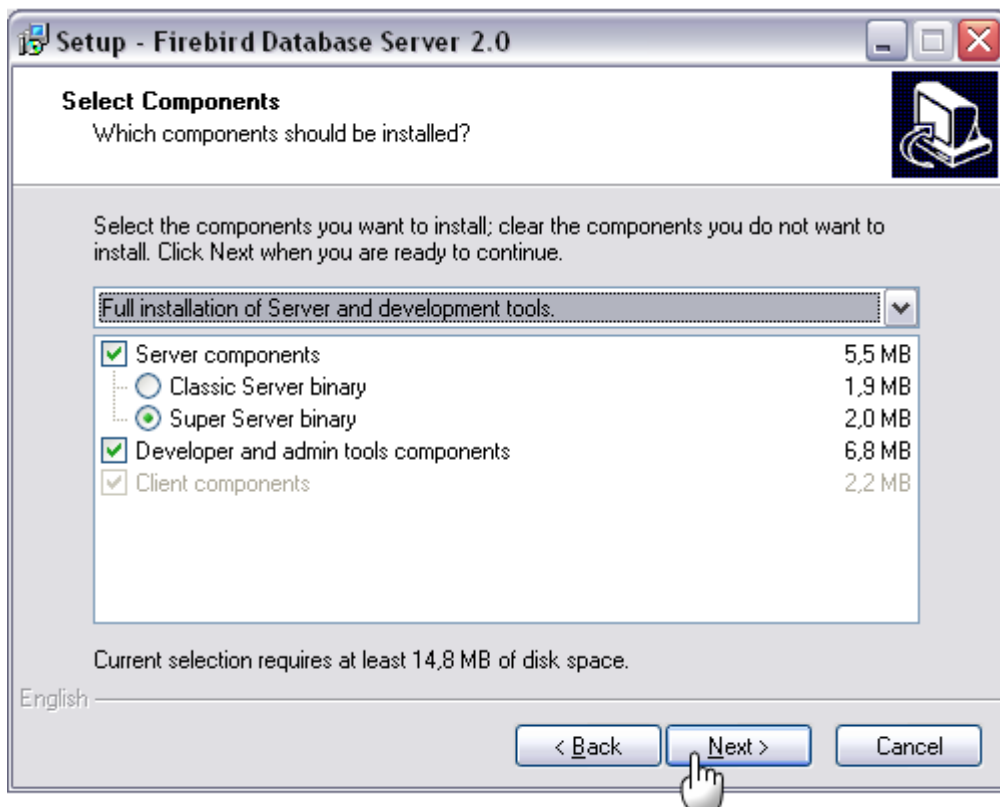 Setup - Firebird Database Server 2.0
Select Components
Which components should be installed?
Select the components you want to install; clear the components you do not want to
install. Click Next when you are ready to continue.
Full installation of Server and development tools.
Server components 5,5 MB
Classic Server binary 1,9 MB
Super Server binary 2,0 MB
Developer and admin tools components 6,8 MB
Client components 2,2 MB
Current selection requires at least 14,8 MB of disk space.
English
< Back Next > Cancel